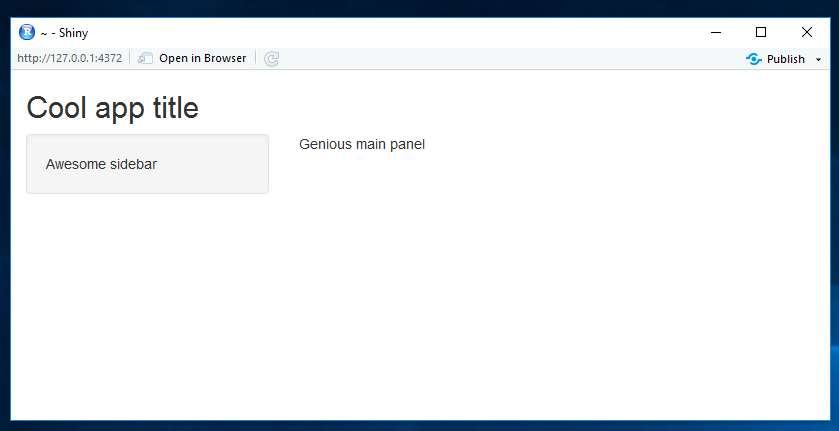 ~ - Shiny
http://127.0.0.1:4372 Open in Browser Publish
Cool app title
Awesome sidebar
Genious main panel